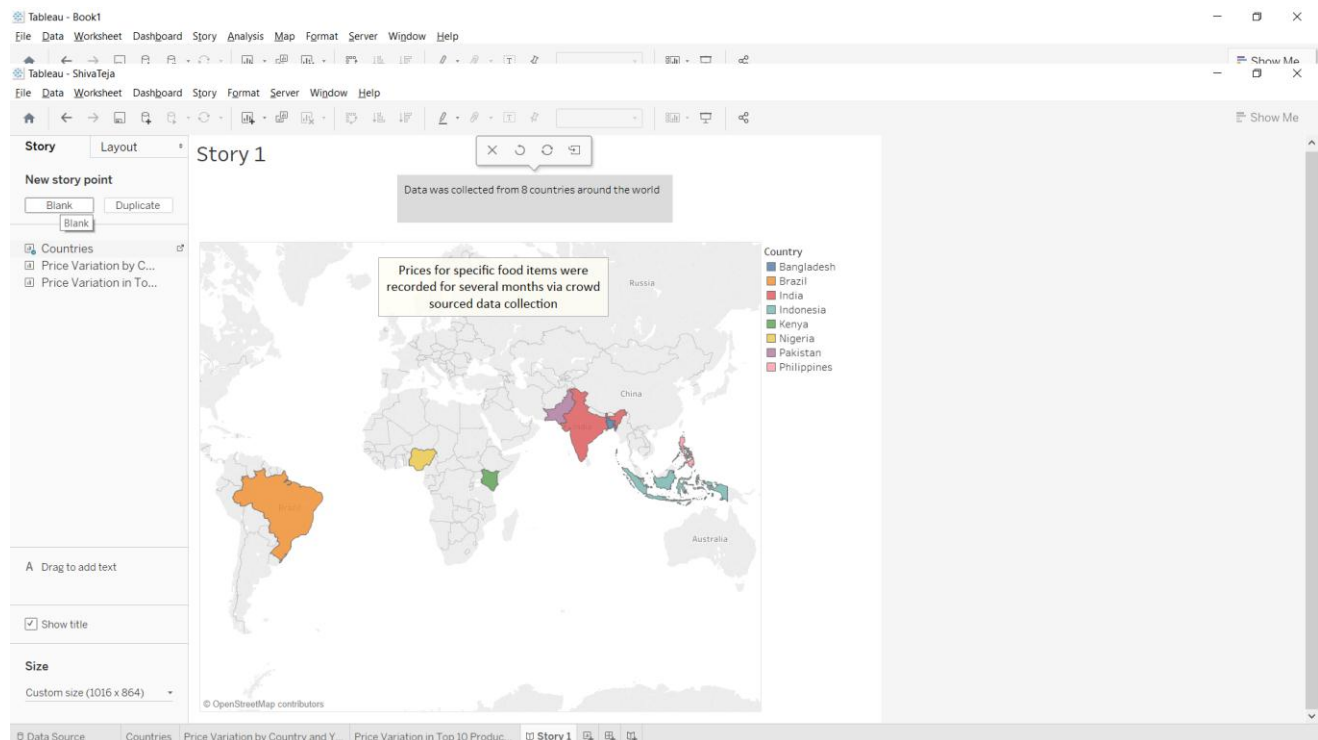 Tableau - Book1
File Data Worksheet Dashboard Story Analysis Map Format Server Window Help
Show Me
Tableau - ShivaTeja
File Data Worksheet Dashboard Story Format Server Window Help
Show Me
Story Layout
New story point
Blank Duplicate
Blank
Countries
Price Variation by C...
Price Variation in To...
A Drag to add text
Show title
Size
Custom size (1016 x 864)
Story 1
Data was collected from 8 countries around the world
Prices for specific food items were
recorded for several months via crowd
sourced data collection
Russia
China
Brazil
Australia
© OpenStreetMap contributors
Country
Bangladesh
Brazil
India
Indonesia
Kenya
Nigeria
Pakistan
Philippines
Data Source Countries Price Variation by Country and Y... Price Variation in Top 10 Produc... Story 1